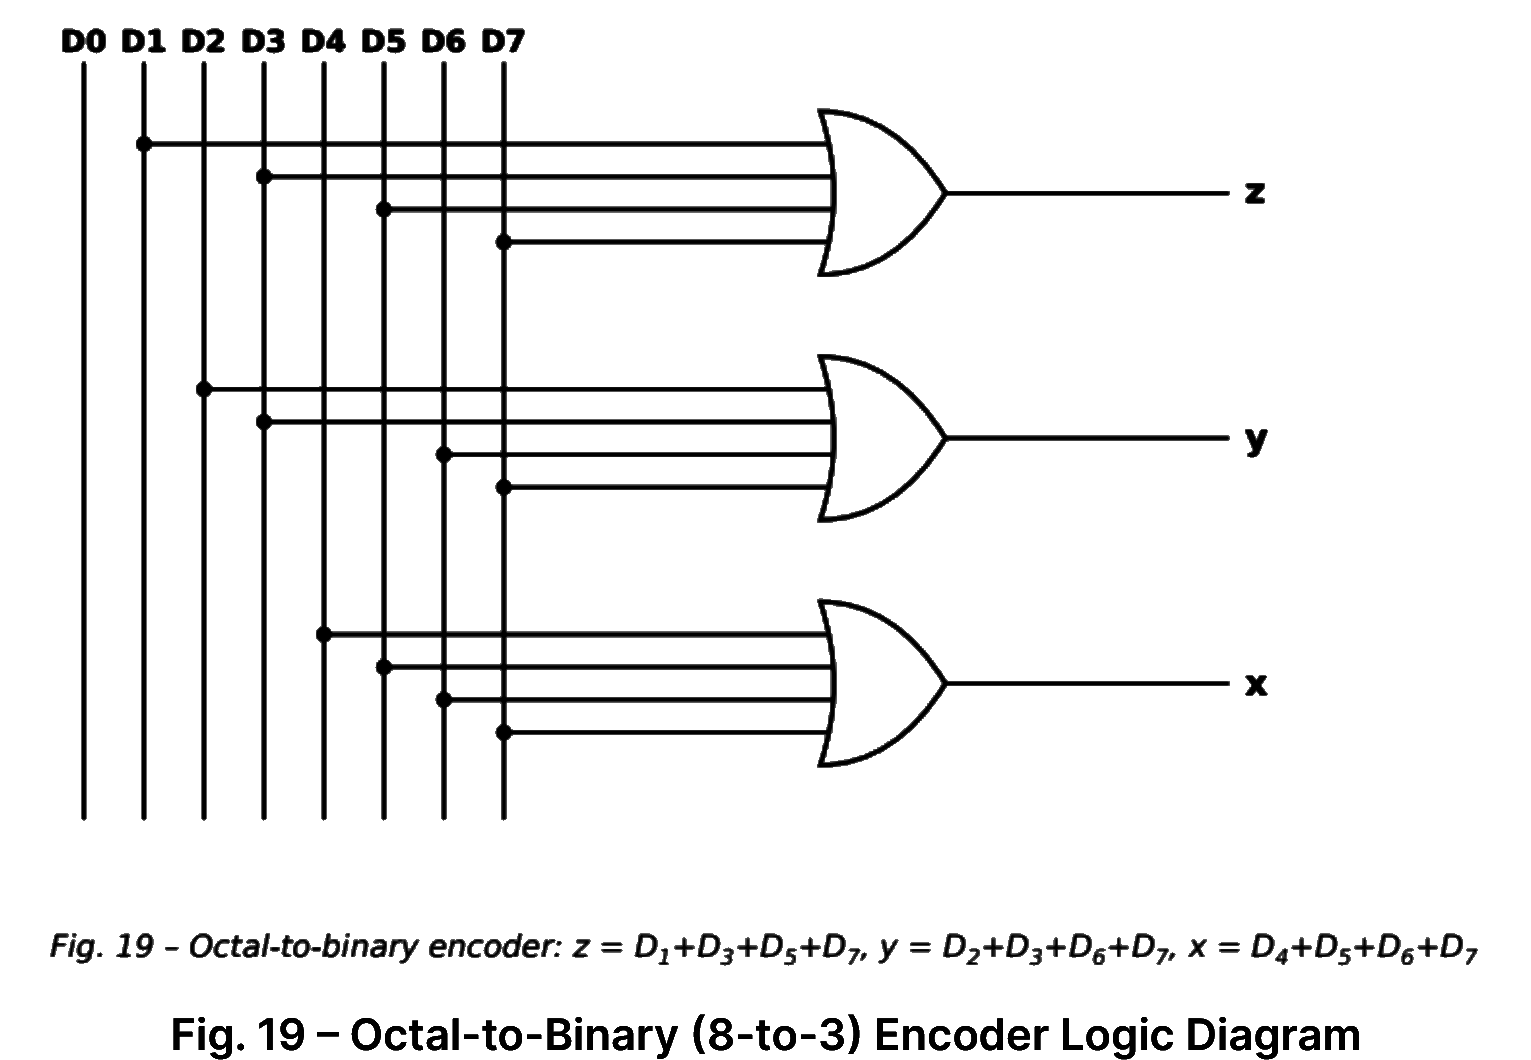 D0 D1 D2 D3 D4 D5 D6 D7
z
y
x
Fig. 19 – Octal-to-binary encoder: z = D₁+D₃+D₅+D₇, y = D₂+D₃+D₆+D₇, x = D₄+D₅+D₆+D₇
Fig. 19 – Octal-to-Binary (8-to-3) Encoder Logic Diagram